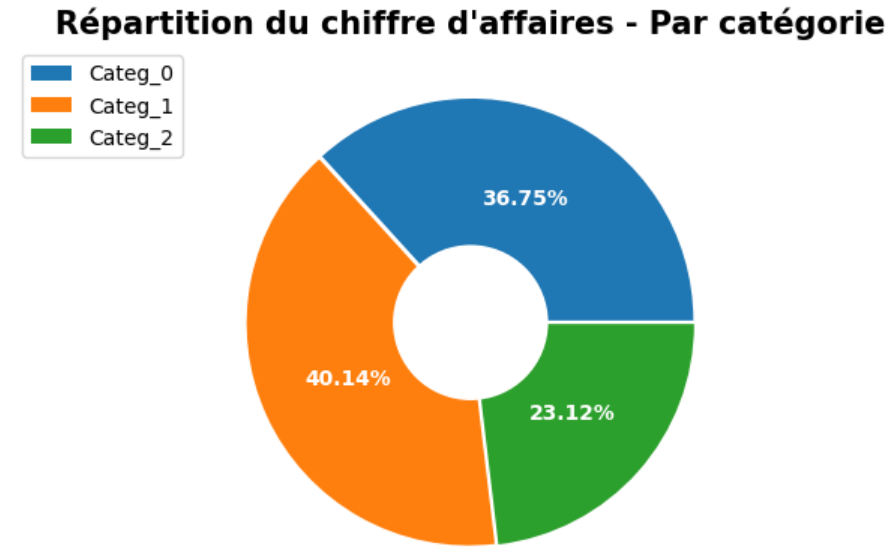 Répartition du chiffre d'affaires - Par catégorie
Categ_0
Categ_1
Categ_2
36.75%
40.14%
23.12%